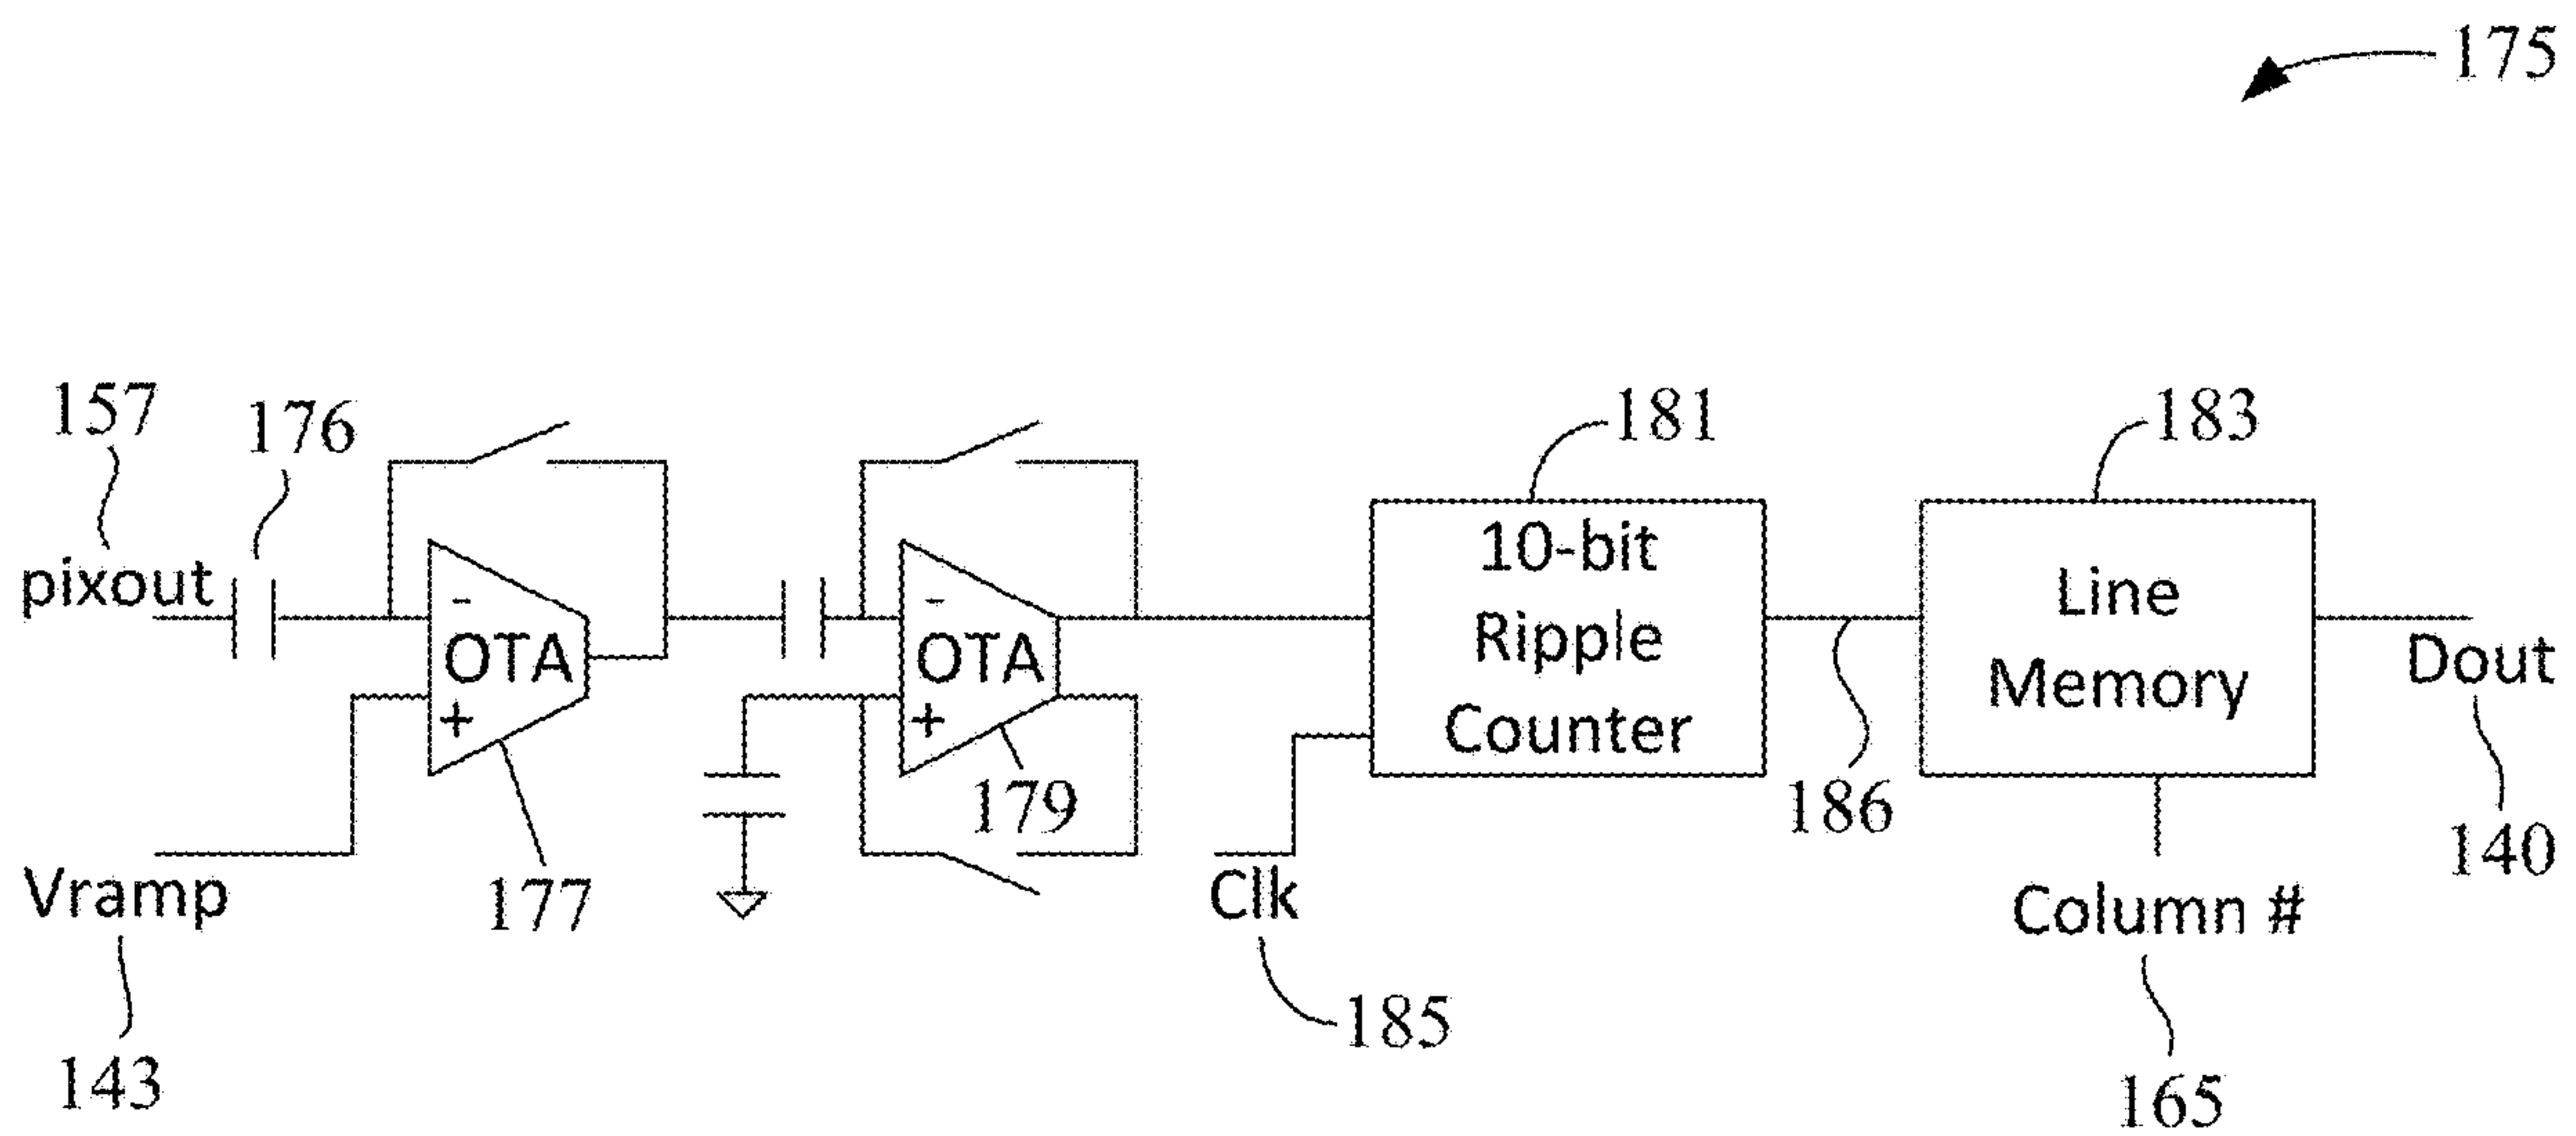 175
157
176
181
183
pixout
-
OTA
+
-
OTA
+
10-bit
Ripple
Counter
Line
Memory
Dout
177
179
186
140
Vramp
Clk
Column #
143
185
165